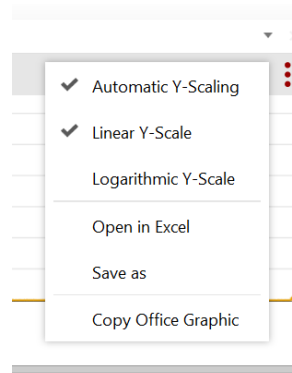 Automatic Y-Scaling
Linear Y-Scale
Logarithmic Y-Scale
Open in Excel
Save as
Copy Office Graphic